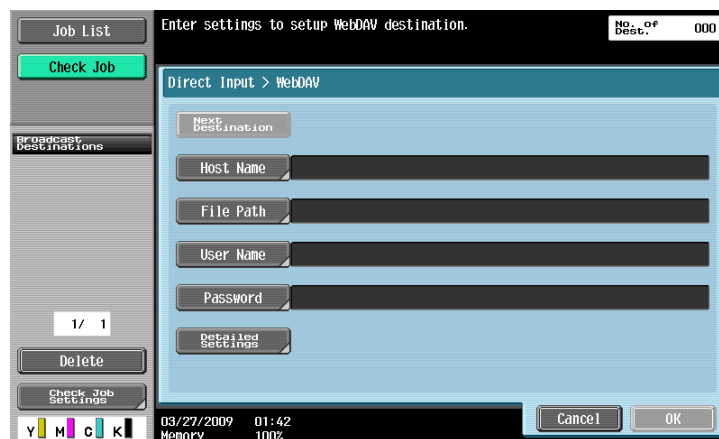 Job List
Check Job
Broadcast
Destinations
1/ 1
Delete
Check Job
Settings
Y M C K
Enter settings to setup WebDAV destination.
No. of
Dest. 000
Direct Input > WebDAV
Next
Destination
Host Name
File Path
User Name
Password
Detailed
Settings
Cancel
OK
03/27/2009 01:42
Memory 100%